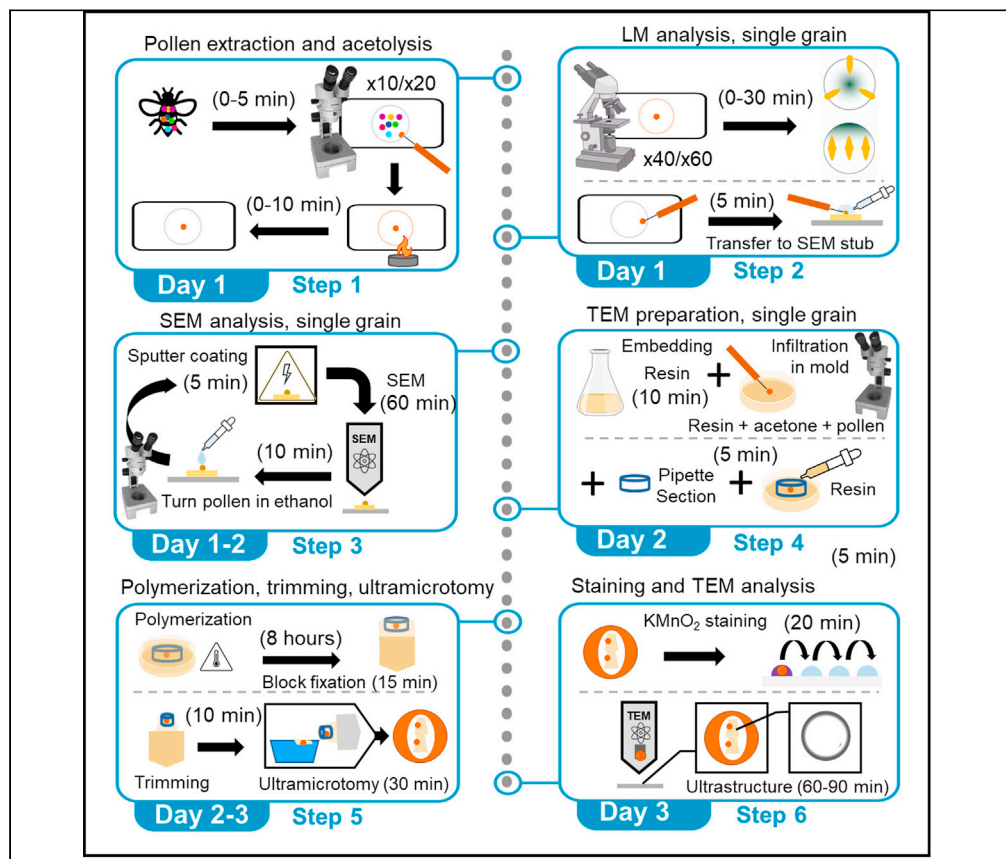 Pollen extraction and acetolysis
(0-5 min)
x10/x20
(0-10 min)
Day 1
Step 1
LM analysis, single grain
(0-30 min)
x40/x60
(5 min)
Transfer to SEM stub
Day 1
Step 2
SEM analysis, single grain
Sputter coating
(5 min)
SEM
(60 min)
SEM
(10 min)
Turn pollen in ethanol
Day 1-2
Step 3
TEM preparation, single grain
Embedding
Resin
(10 min)
Infiltration
in mold
Resin + acetone + pollen
(5 min)
Pipette
Section
Resin
Day 2
Step 4
(5 min)
Polymerization, trimming, ultramicrotomy
Polymerization
(8 hours)
Block fixation (15 min)
(10 min)
Trimming
Ultramicrotomy (30 min)
Day 2-3
Step 5
Staining and TEM analysis
KMnO₂ staining
(20 min)
TEM
Ultrastructure (60-90 min)
Day 3
Step 6